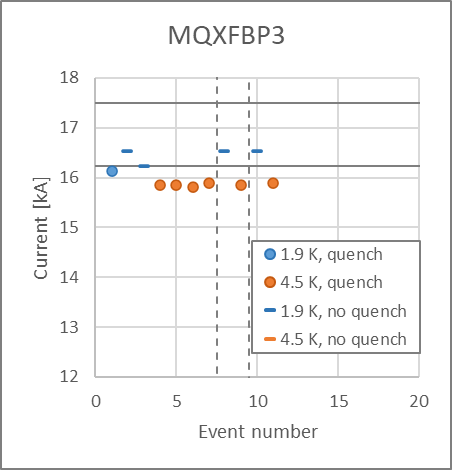 MQXFBP3
Current [kA]
18
17
16
15
14
13
12
0 5 10 15 20
Event number
1.9 K, quench
4.5 K, quench
1.9 K, no quench
4.5 K, no quench